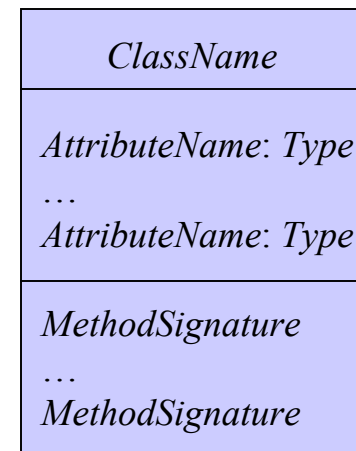 ClassName
AttributeName: Type
…
AttributeName: Type
MethodSignature
…
MethodSignature